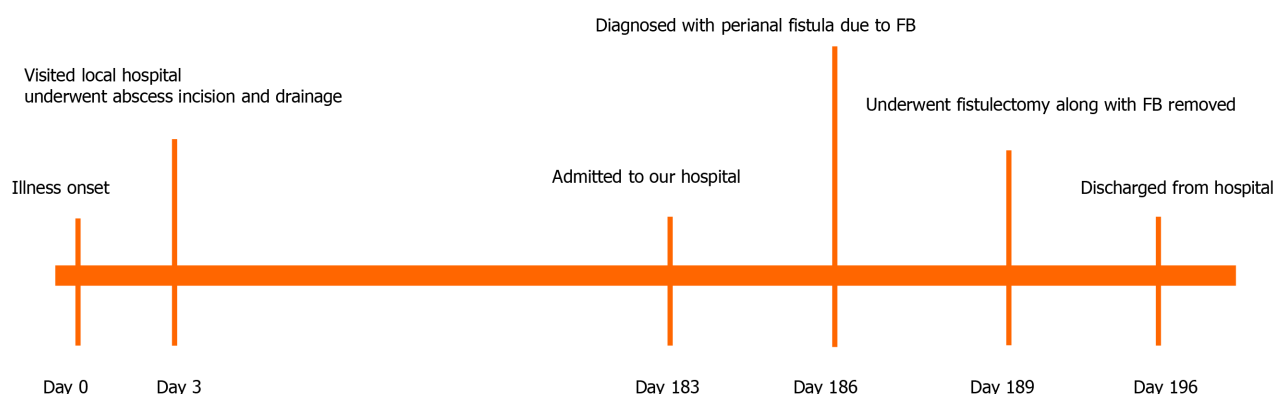 Diagnosed with perianal fistula due to FB
Visited local hospital
underwent abscess incision and drainage
Underwent fistulectomy along with FB removed
Admitted to our hospital
Illness onset
Discharged from hospital
Day 0
Day 3
Day 183
Day 186
Day 189
Day 196